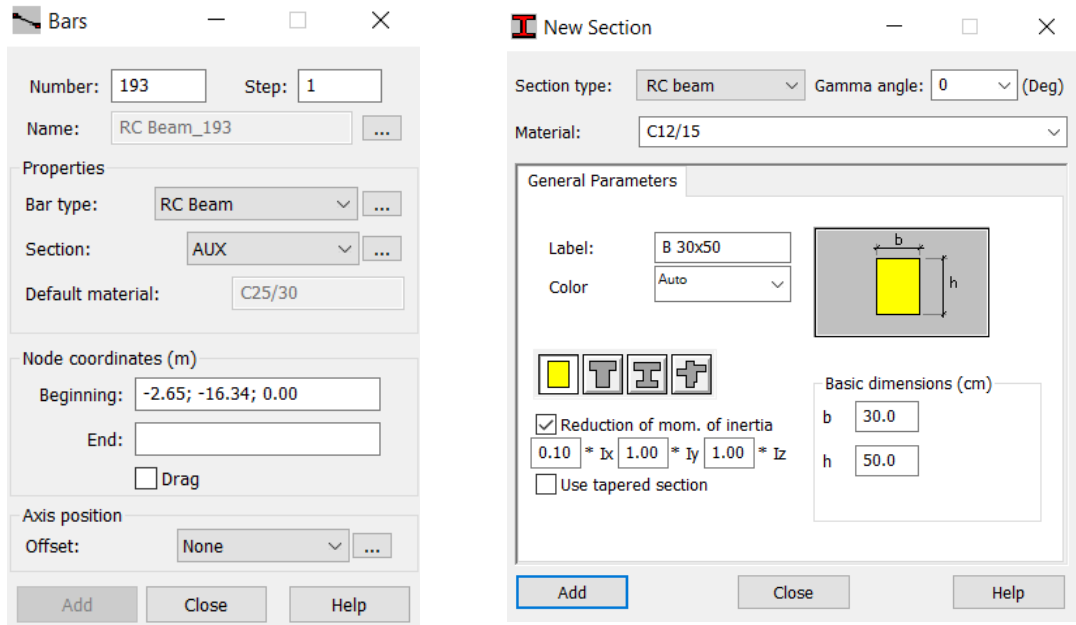 Bars
Number: 193 Step: 1
Name: RC Beam_193 ...
Properties
Bar type: RC Beam ...
Section: AUX ...
Default material: C25/30
Node coordinates (m)
Beginning: -2.65; -16.34; 0.00
End:
Drag
Axis position
Offset: None ...
Add Close Help
New Section
Section type: RC beam Gamma angle: 0 (Deg)
Material: C12/15
General Parameters
Label: B 30x50
Color Auto
b
h
Basic dimensions (cm)
b 30.0
h 50.0
Reduction of mom. of inertia
0.10 * Ix 1.00 * Iy 1.00 * Iz
Use tapered section
Add Close Help